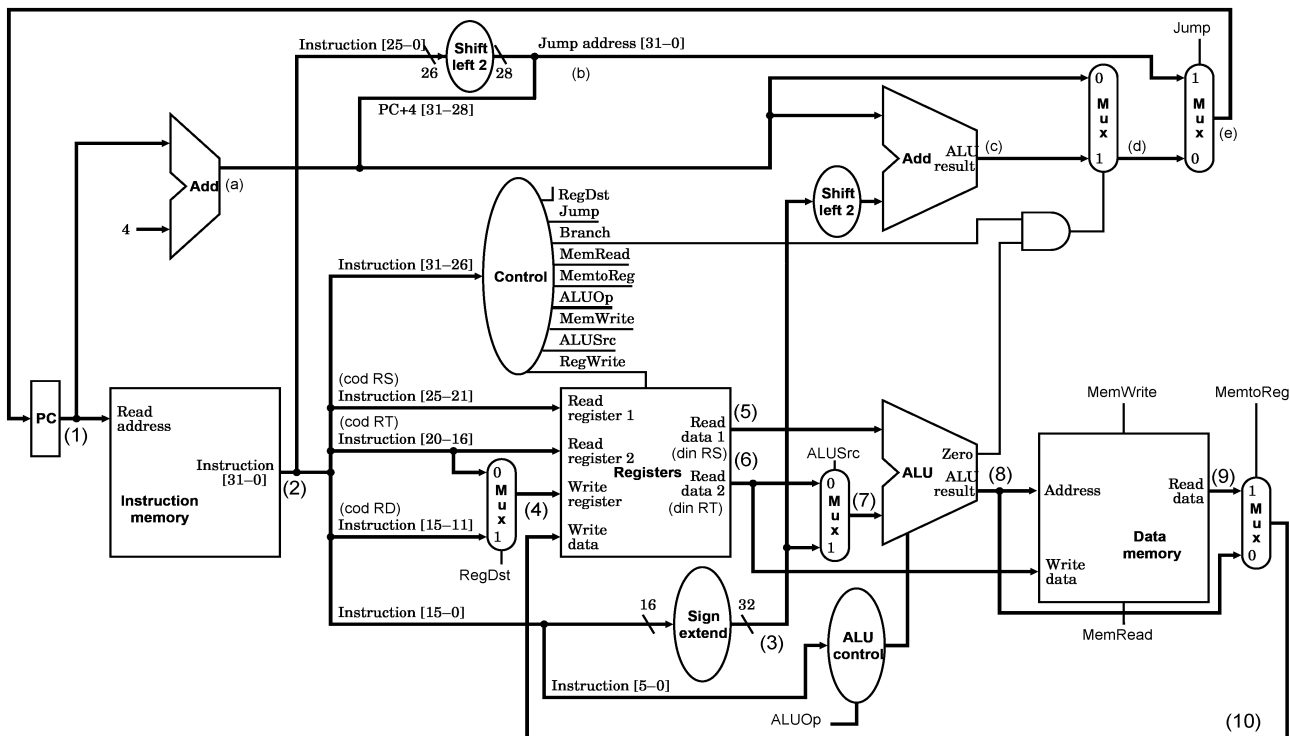 Jump
Instruction [25–0]
Shift
left 2
Jump address [31–0]
26
28
(b)
PC+4 [31–28]
0
M
u
x
1
1
M
u
x
0
(d)
(e)
Add
(a)
4
Add
ALU
result
(c)
Shift
left 2
RegDst
Jump
Branch
MemRead
MemtoReg
ALUOp
MemWrite
ALUSrc
RegWrite
Instruction [31–26]
Control
PC
(1)
Read
address
Instruction
[31–0]
Instruction
memory
(2)
(cod RS)
Instruction [25–21]
(cod RT)
Instruction [20–16]
(cod RD)
Instruction [15–11]
0
M
u
x
1
RegDst
(4)
Read
register 1
Read
register 2
Write
register
Write
data
Registers
Read
data 1
(din RS)
Read
data 2
(din RT)
(5)
(6)
ALUSrc
0
M
u
x
1
(7)
ALU
Zero
ALU
result
(8)
MemWrite
Address
Read
data
Data
memory
Write
data
MemRead
(9)
MemtoReg
1
M
u
x
0
Instruction [15–0]
16
Sign
extend
32
(3)
ALU
control
Instruction [5–0]
ALUOp
(10)